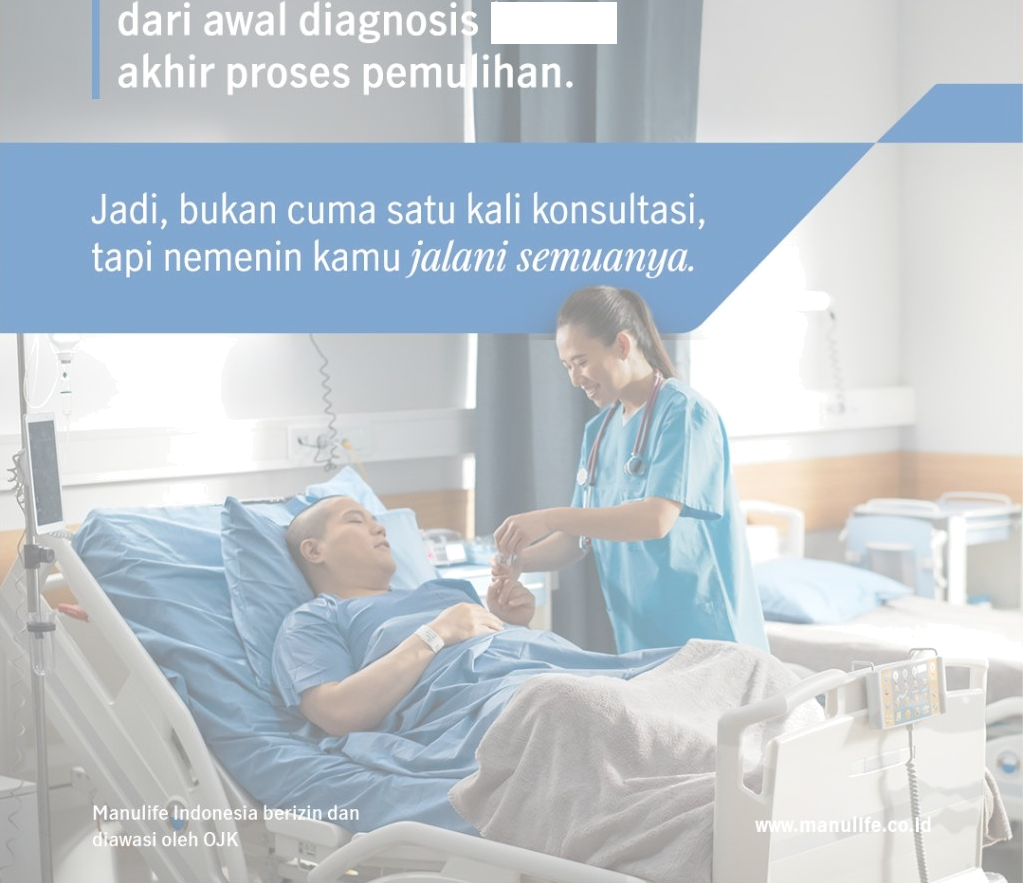 dari awal diagnosis
akhir proses pemulihan.
Jadi, bukan cuma satu kali konsultasi,
tapi nemenin kamu jalani semuanya.
Manulife Indonesia berizin dan
diawasi oleh OJK
www.manulife.co.id